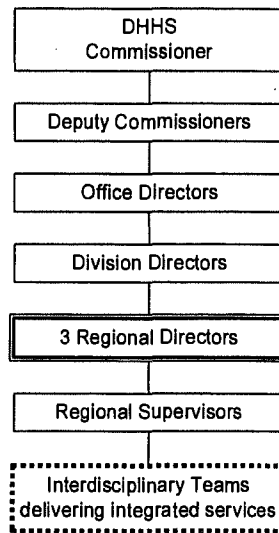 DHHS
Commissioner
Deputy Commissioners
Office Directors
Division Directors
3 Regional Directors
Regional Supervisors
Interdisciplinary Teams
delivering integrated services